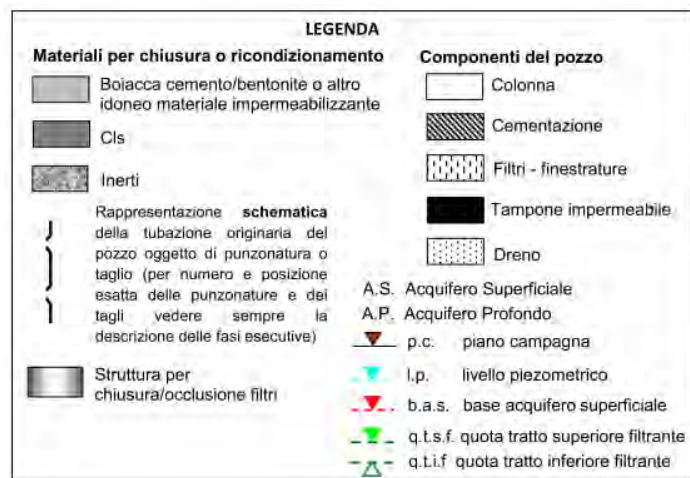 LEGENDA
Materiali per chiusura o ricondizionamento
Boiacca cemento/bentonite o altro
idoneo materiale impermeabilizzante
Cls
Inerti
Rappresentazione schematica
della tubazione originaria del
pozzo oggetto di punzonatura o
taglio (per numero e posizione
esatta delle punzonature e dei
tagli vedere sempre la
descrizione delle fasi esecutive)
Struttura per
chiusura/occlusione filtri
Componenti del pozzo
Colonna
Cementazione
Filtri - finestrature
Tampone impermeabile
Dreno
A.S. Acquifero Superficiale
A.P. Acquifero Profondo
p.c. piano campagna
l.p. livello piezometrico
b.a.s. base acquifero superficiale
q.t.s.f. quota tratto superiore filtrante
q.t.i.f quota tratto inferiore filtrante